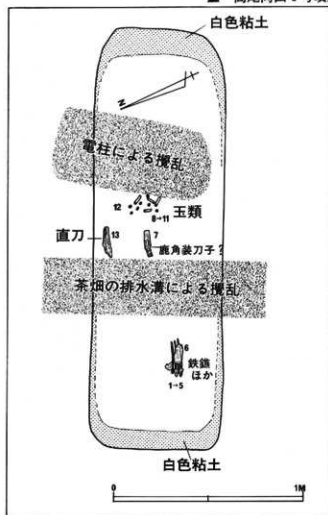 白色粘土
N
電柱による攪乱
12
8→11
玉類
直刀
13
7
鹿角装刀子?
茶畑の排水溝による攪乱
6
鉄鏃
ほか
1→5
白色粘土
0
1M